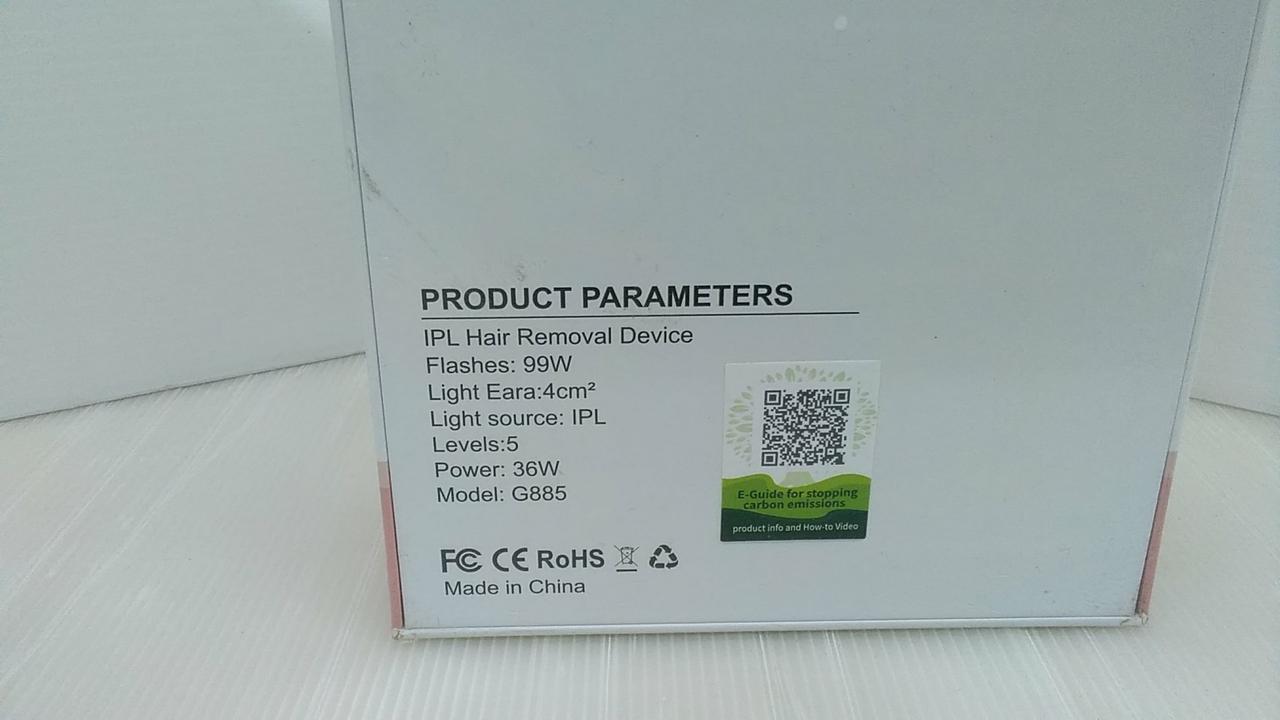 PRODUCT PARAMETERS
IPL Hair Removal Device
Flashes: 99W
Light Eara:4cm²
Light source: IPL
Levels:5
Power: 36W
Model: G885
FC CE RoHS
Made in China
E-Guide for stopping
carbon emissions
product info and How-to Video